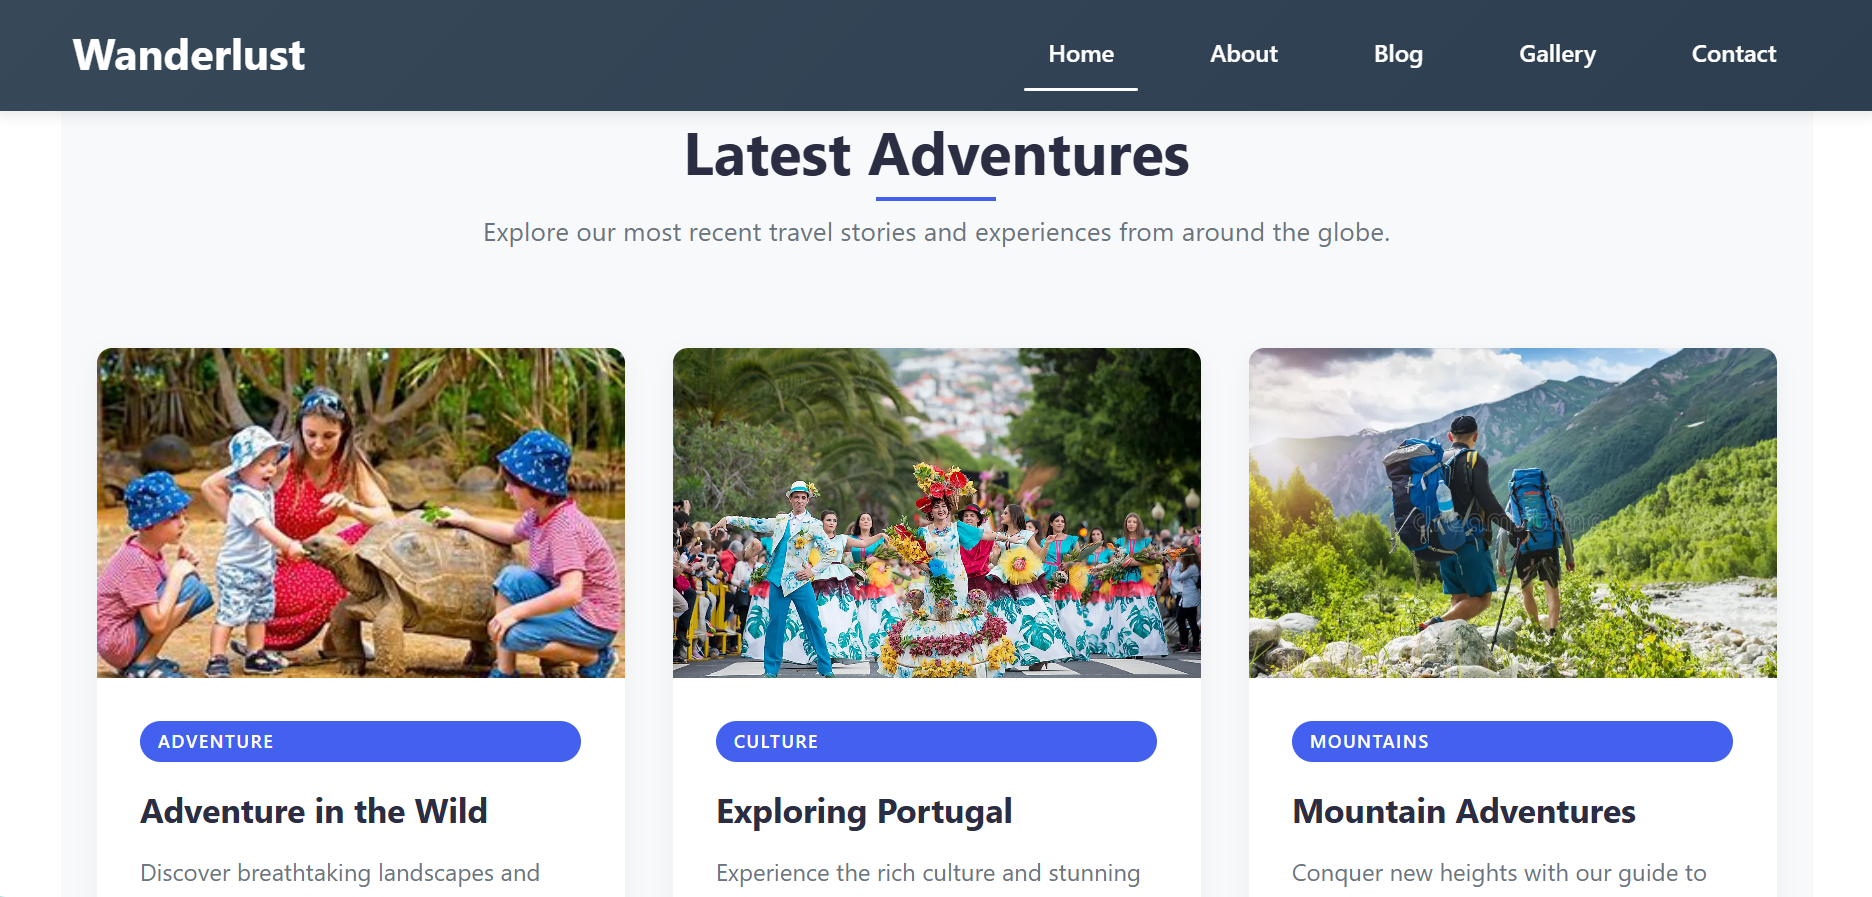 Wanderlust
Home About Blog Gallery Contact
Latest Adventures
Explore our most recent travel stories and experiences from around the globe.
dreamstime
ADVENTURE
Adventure in the Wild
Discover breathtaking landscapes and
CULTURE
Exploring Portugal
Experience the rich culture and stunning
MOUNTAINS
Mountain Adventures
Conquer new heights with our guide to